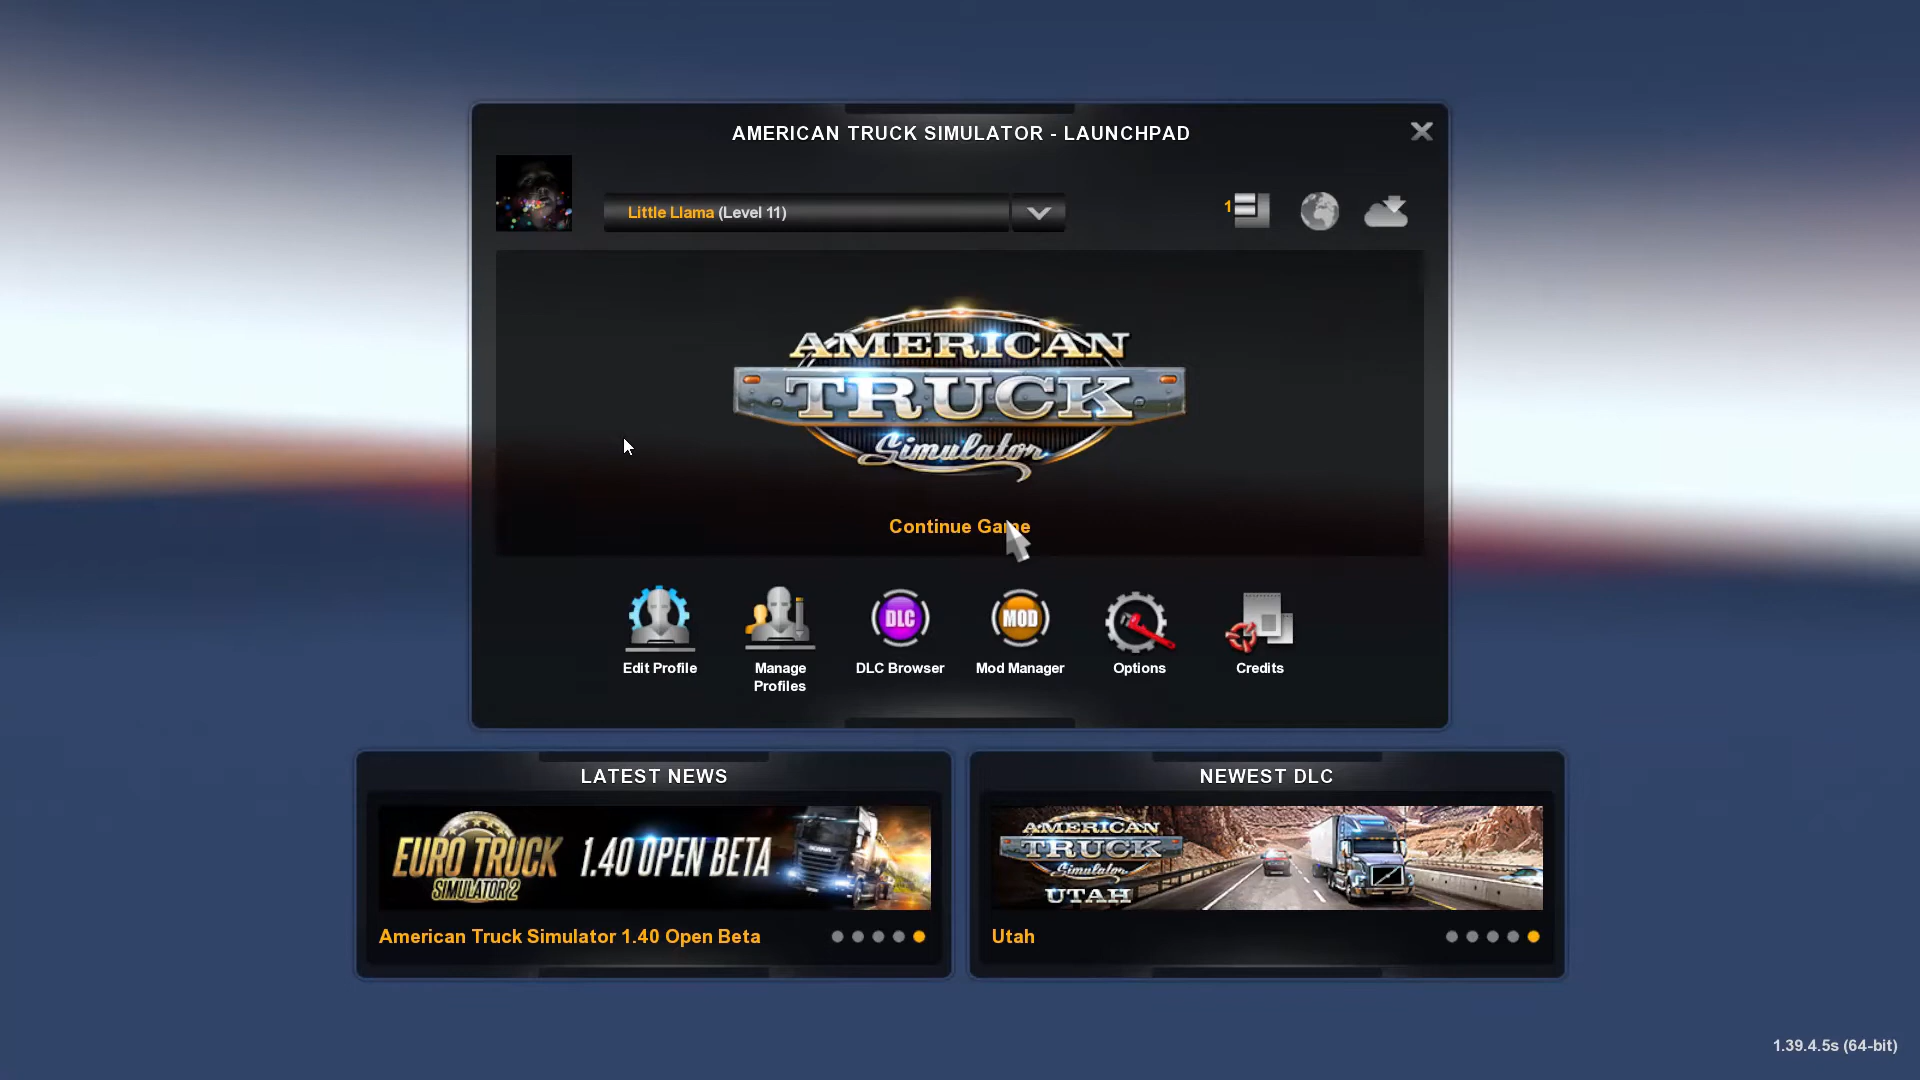 AMERICAN TRUCK SIMULATOR - LAUNCHPAD
Little Llama (Level 11)
1
AMERICAN
TRUCK
Simulator
Continue Game
DLC
MOD
Edit Profile
Manage
Profiles
DLC Browser
Mod Manager
Options
Credits
LATEST NEWS
EURO TRUCK
SIMULATOR 2
1.40 OPEN BETA
American Truck Simulator 1.40 Open Beta
NEWEST DLC
AMERICAN
TRUCK
Simulator
UTAH
Utah
1.39.4.5s (64-bit)